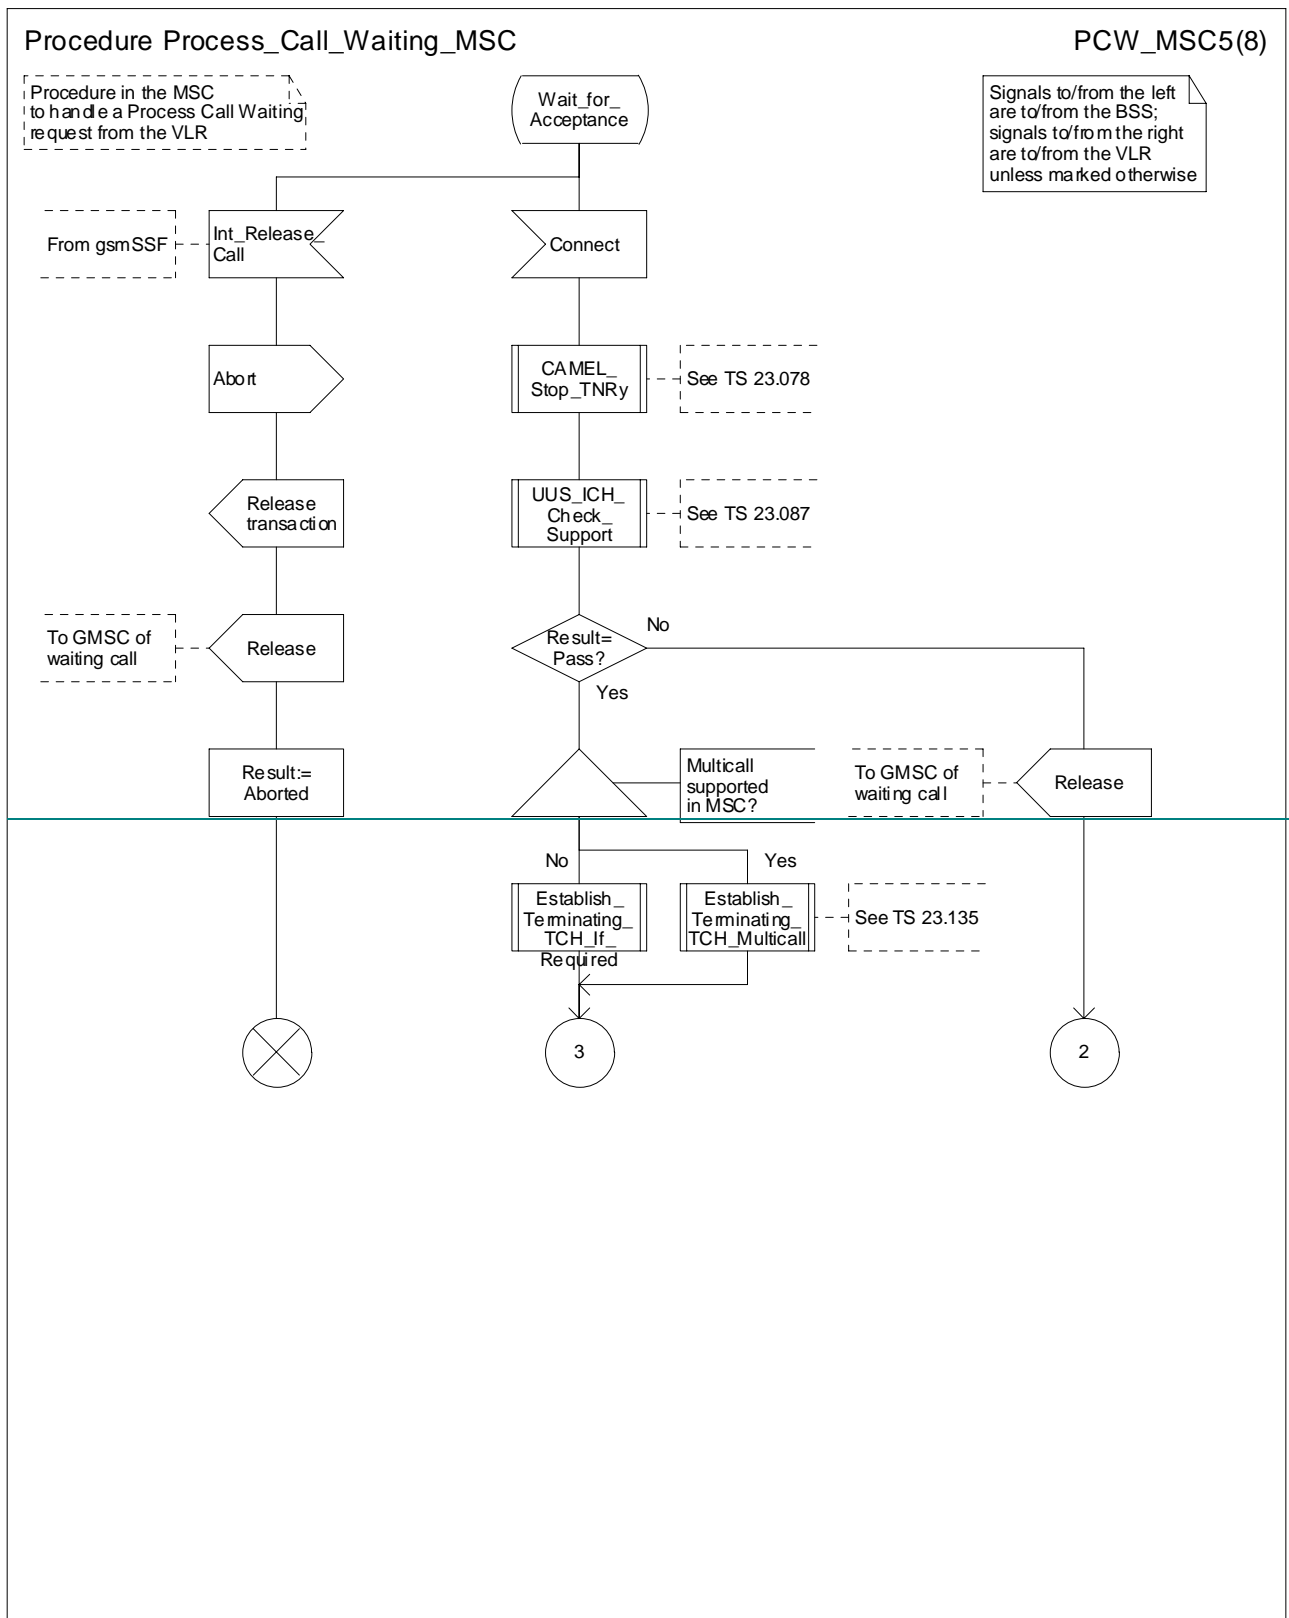 Procedure Process_Call_Waiting_MSC
PCW_MSC5(8)
Procedure in the MSC
to handle a Process Call Waiting
request from the VLR
Wait_for_
Acceptance
Signals to/from the left
are to/from the BSS;
signals to/from the right
are to/from the VLR
unless marked otherwise
From gsmSSF
Int_Release_
Call
Connect
Abort
CAMEL_
Stop_TNRy
See TS 23.078
Release
transaction
UUS_ICH_
Check_
Support
See TS 23.087
To GMSC of
waiting call
Release
Result=
Pass?
No
Yes
Result:=
Aborted
Multicall
supported
in MSC?
To GMSC of
waiting call
Release
No
Yes
Establish_
Terminating_
TCH_If_
Required
Establish_
Terminating_
TCH_Multicall
See TS 23.135
3
2